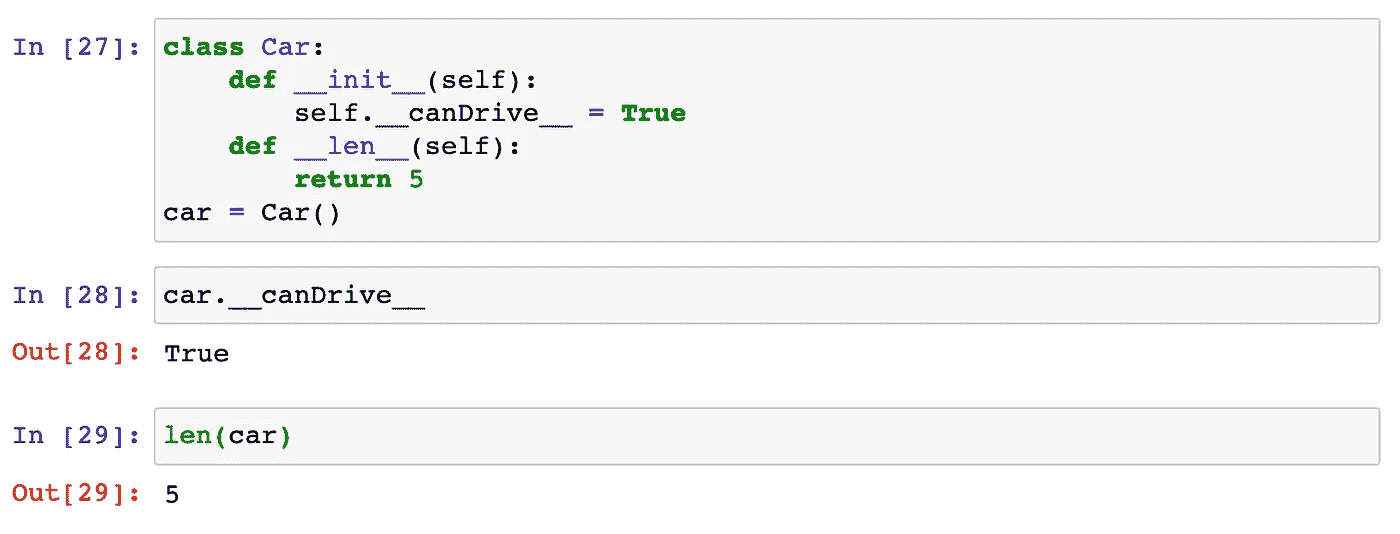 In [27]: class Car:
    def __init__(self):
        self.__canDrive__ = True
    def __len__(self):
        return 5
car = Car()
In [28]: car.__canDrive__
Out[28]: True
In [29]: len(car)
Out[29]: 5